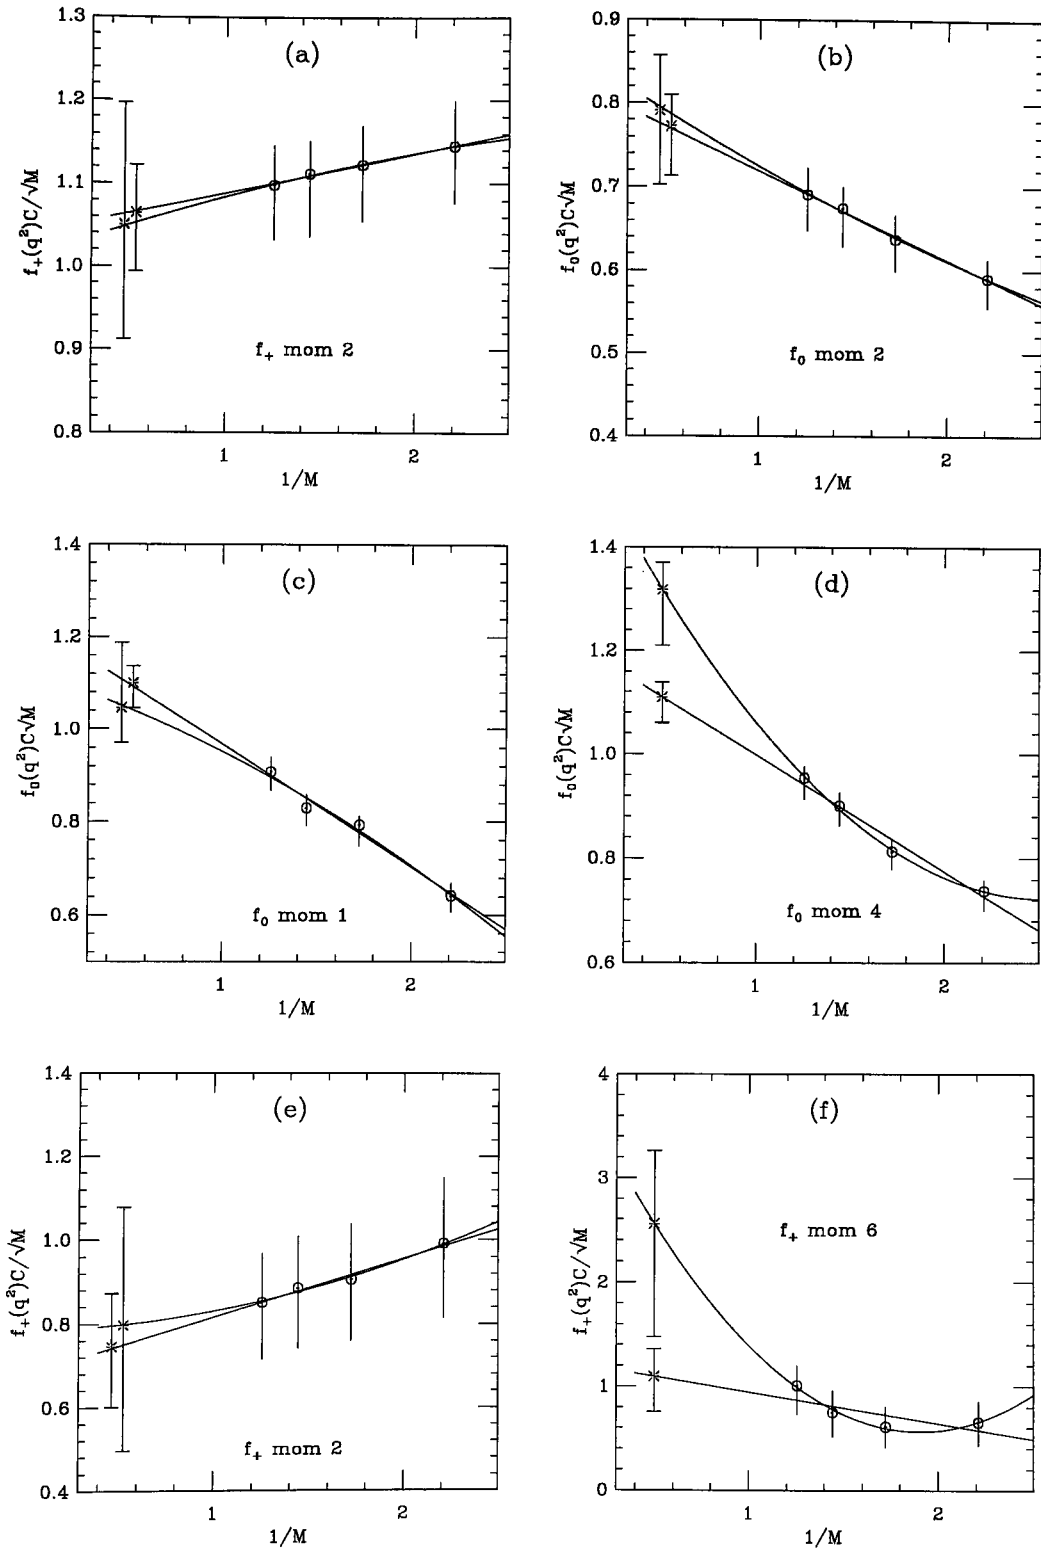 (a)
1.3
1.2
1.1
1.0
0.9
0.8
f₊(q²)C/√M
f₊ mom 2
1
2
1/M
(b)
0.9
0.8
0.7
0.6
0.5
0.4
f₀(q²)C√M
f₀ mom 2
1
2
1/M
(c)
1.4
1.2
1.0
0.8
0.6
f₀(q²)C√M
f₀ mom 1
1
2
1/M
(d)
1.4
1.2
1.0
0.8
0.6
f₀(q²)C√M
f₀ mom 4
1
2
1/M
(e)
1.4
1.2
1.0
0.8
0.6
0.4
f₊(q²)C/√M
f₊ mom 2
1
2
1/M
(f)
4
3
2
1
0
f₊(q²)C/√M
f₊ mom 6
1
2
1/M